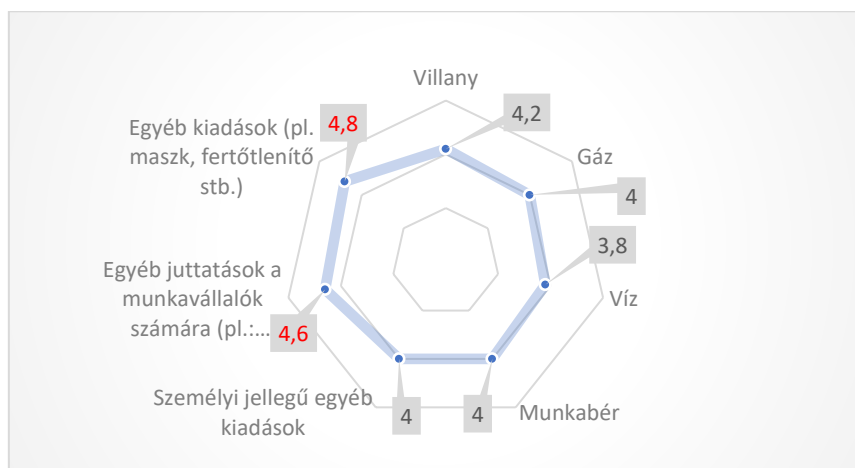 Villany
4,2
Gáz
4
3,8
Víz
Munkabér
4
Személyi jellegű egyéb
kiadások
4
Egyéb juttatások a
munkavállalók
számára (pl.:...
4,6
Egyéb kiadások (pl.
maszk, fertőtlenítő
stb.)
4,8